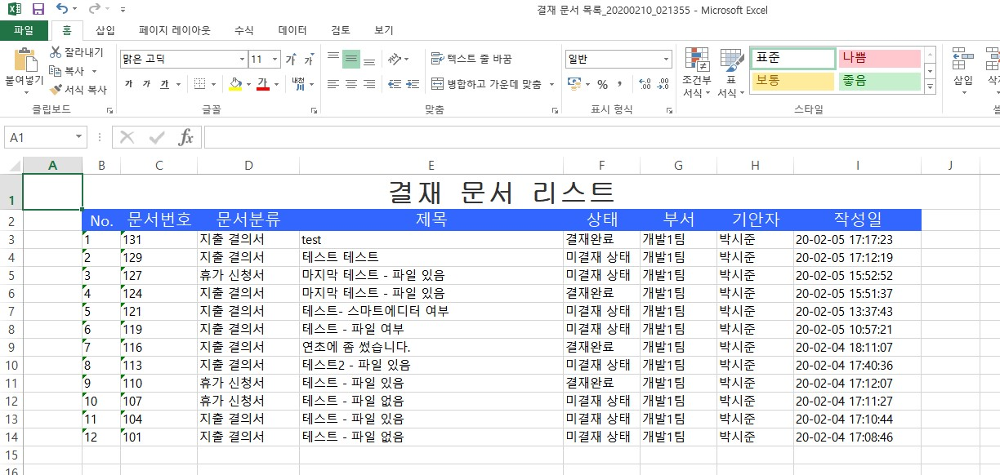 결재 문서 목록_20200210_021355 - Microsoft Excel
파일 홈 삽입 페이지 레이아웃 수식 데이터 검토 보기
붙여넣기 잘라내기 복사 서식 복사 클립보드
맑은 고딕 11 가 가 가 가 가 가 내천 글꼴
텍스트 줄 바꿈 병합하고 가운데 맞춤 맞춤
일반 % , 표시 형식
조건부 서식 표 서식 표준 나쁨 보통 좋음 스타일
삽입
A1 fx
A B C D E F G H I J
1 결재 문서 리스트
2 No. 문서번호 문서분류 제목 상태 부서 기안자 작성일
3 1 131 지출 결의서 test 결재완료 개발1팀 박시준 20-02-05 17:17:23
4 2 129 지출 결의서 테스트 테스트 미결재 상태 개발1팀 박시준 20-02-05 17:12:19
5 3 127 휴가 신청서 마지막 테스트 - 파일 있음 미결재 상태 개발1팀 박시준 20-02-05 15:52:52
6 4 124 지출 결의서 마지막 테스트 - 파일 있음 결재완료 개발1팀 박시준 20-02-05 15:51:37
7 5 121 지출 결의서 테스트- 스마트에디터 여부 미결재 상태 개발1팀 박시준 20-02-05 13:37:43
8 6 119 지출 결의서 테스트 - 파일 여부 미결재 상태 개발1팀 박시준 20-02-05 10:57:21
9 7 116 지출 결의서 연초에 좀 썼습니다. 결재완료 개발1팀 박시준 20-02-04 18:11:07
10 8 113 지출 결의서 테스트2 - 파일 있음 미결재 상태 개발1팀 박시준 20-02-04 17:40:36
11 9 110 휴가 신청서 테스트 - 파일 있음 결재완료 개발1팀 박시준 20-02-04 17:12:07
12 10 107 휴가 신청서 테스트 - 파일 없음 미결재 상태 개발1팀 박시준 20-02-04 17:11:27
13 11 104 지출 결의서 테스트 - 파일 있음 미결재 상태 개발1팀 박시준 20-02-04 17:10:44
14 12 101 지출 결의서 테스트 - 파일 없음 미결재 상태 개발1팀 박시준 20-02-04 17:08:46
15
16